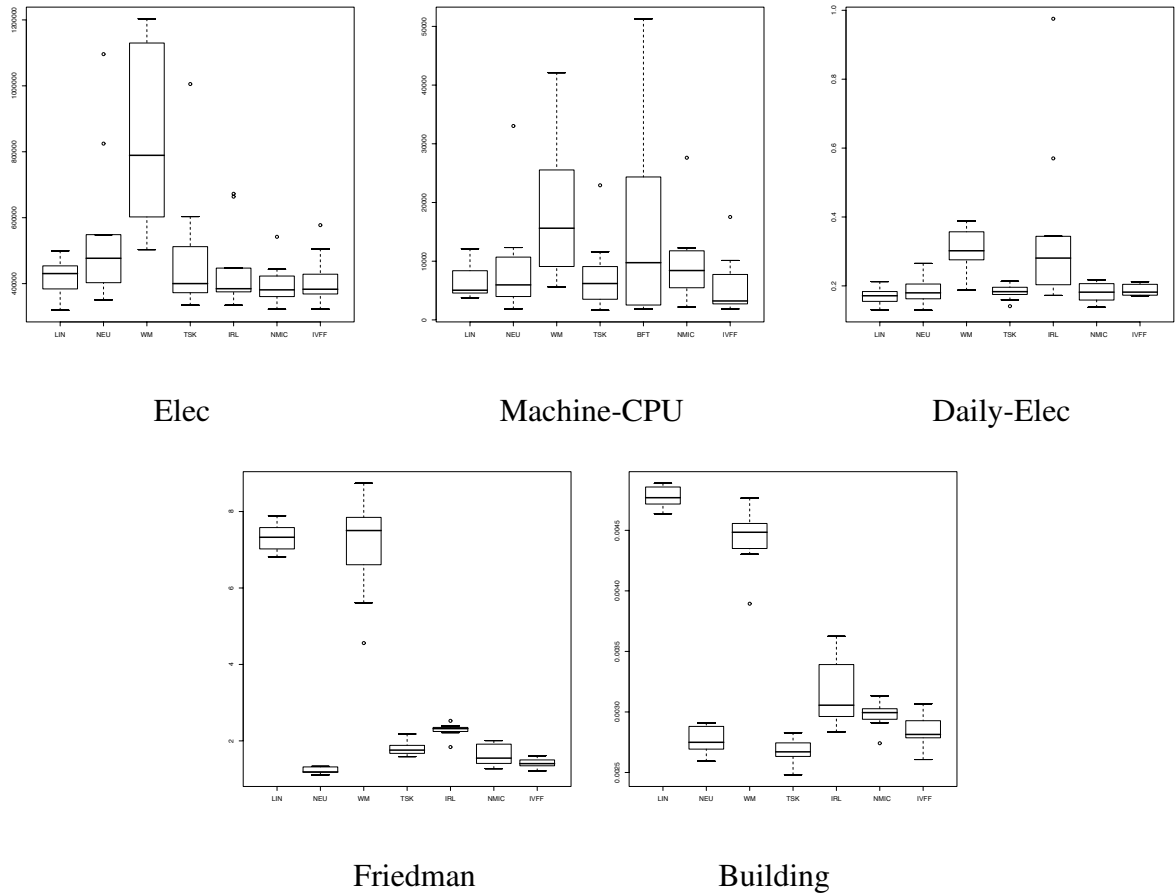 1200000
1000000
800000
600000
400000
LIN NEU WM TSK IRL NMIC IVFF
Elec
50000
40000
30000
20000
10000
0
LIN NEU WM TSK BFT NMIC IVFF
Machine-CPU
1.0
0.8
0.6
0.4
0.2
LIN NEU WM TSK IRL NMIC IVFF
Daily-Elec
8
6
4
2
LIN NEU WM TSK IRL NMIC IVFF
Friedman
0.0045
0.0040
0.0035
0.0030
0.0025
LIN NEU WM TSK IRL NMIC IVFF
Building